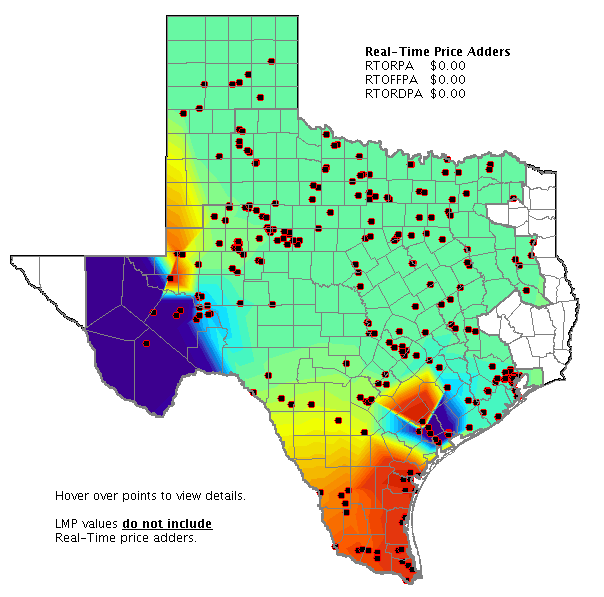 Real-Time Price Adders
RTORPA $0.00
RTOFFPA $0.00
RTORDPA $0.00
Hover over points to view details.
LMP values do not include
Real-Time price adders.